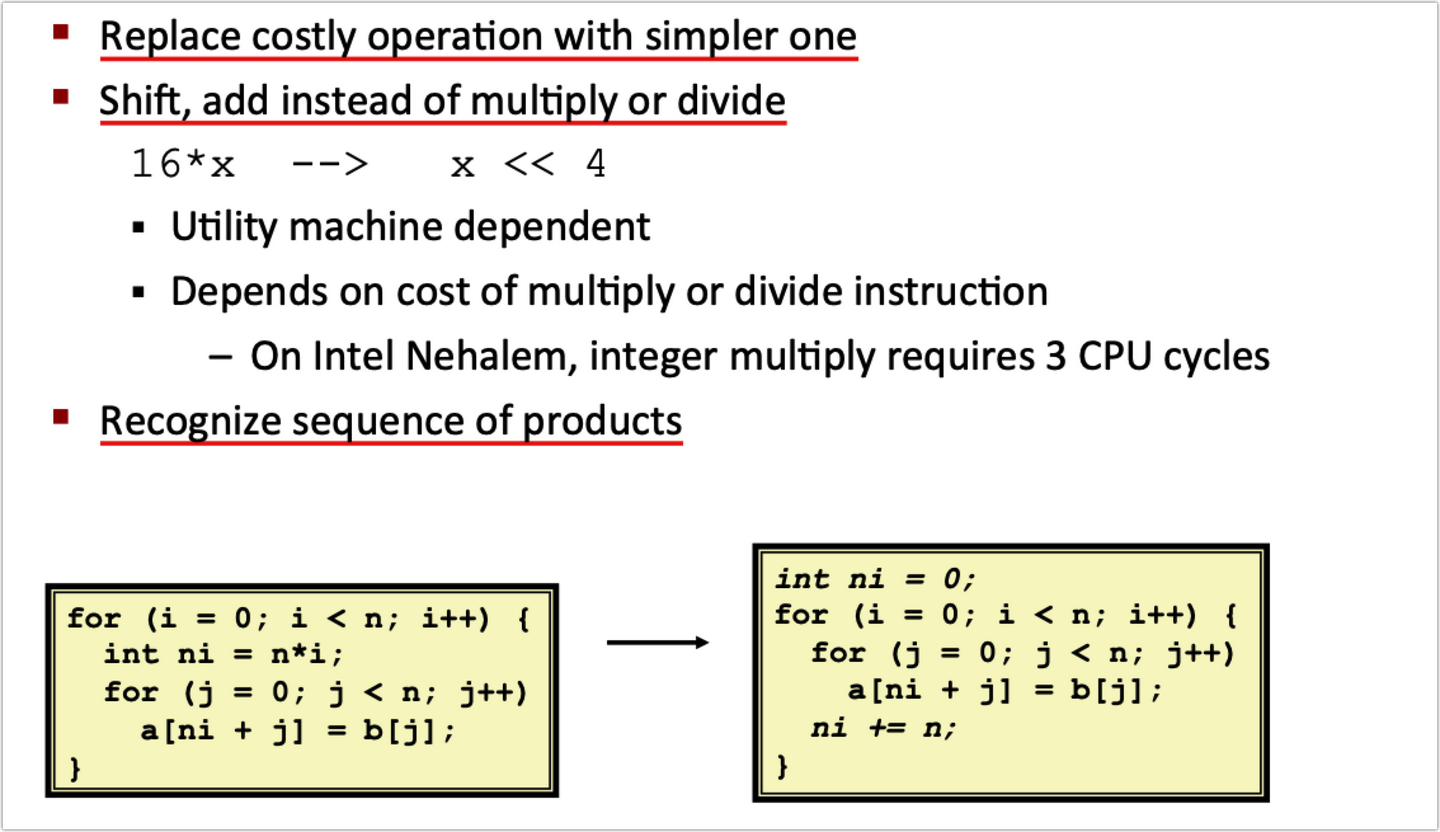 ▪ Replace costly operation with simpler one
▪ Shift, add instead of multiply or divide
16*x --> x << 4
▪ Utility machine dependent
▪ Depends on cost of multiply or divide instruction
– On Intel Nehalem, integer multiply requires 3 CPU cycles
▪ Recognize sequence of products
for (i = 0; i < n; i++) {
  int ni = n*i;
  for (j = 0; j < n; j++)
    a[ni + j] = b[j];
}
int ni = 0;
for (i = 0; i < n; i++) {
  for (j = 0; j < n; j++)
    a[ni + j] = b[j];
  ni += n;
}